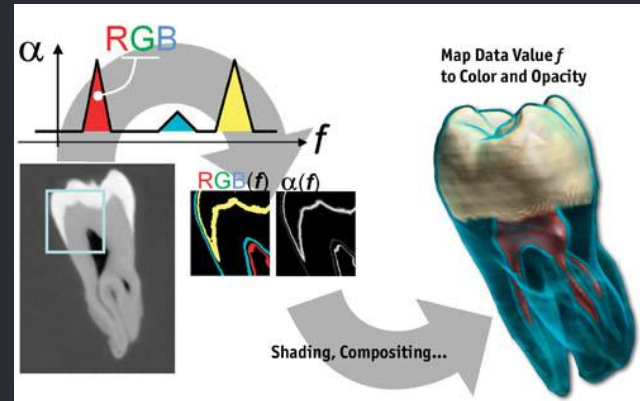 RGB
α
f
Map Data Value f
to Color and Opacity
RGB(f)
α(f)
Shading, Compositing...